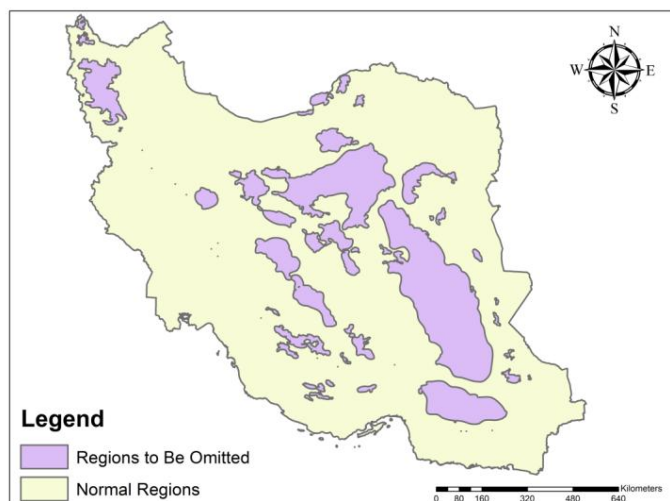 N
W E
S
Legend
Regions to Be Omitted
Normal Regions
Kilometers
0 80 160 320 480 640